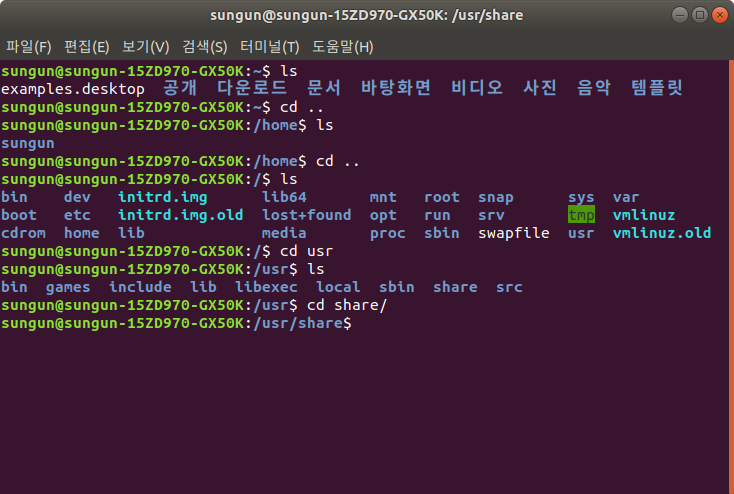 sungun@sungun-15ZD970-GX50K: /usr/share
파일(F) 편집(E) 보기(V) 검색(S) 터미널(T) 도움말(H)
sungun@sungun-15ZD970-GX50K:~$ ls
examples.desktop 공개 다운로드 문서 바탕화면 비디오 사진 음악 템플릿
sungun@sungun-15ZD970-GX50K:~$ cd ..
sungun@sungun-15ZD970-GX50K:/home$ ls
sungun
sungun@sungun-15ZD970-GX50K:/home$ cd ..
sungun@sungun-15ZD970-GX50K:/$ ls
bin dev initrd.img lib64 mnt root snap sys var
boot etc initrd.img.old lost+found opt run srv tmp vmlinuz
cdrom home lib media proc sbin swapfile usr vmlinuz.old
sungun@sungun-15ZD970-GX50K:/$ cd usr
sungun@sungun-15ZD970-GX50K:/usr$ ls
bin games include lib libexec local sbin share src
sungun@sungun-15ZD970-GX50K:/usr$ cd share/
sungun@sungun-15ZD970-GX50K:/usr/share$